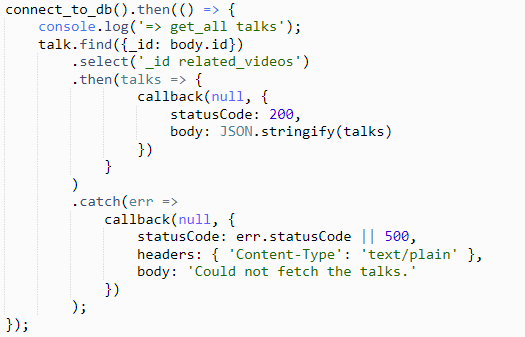 connect_to_db().then(() => {
    console.log('=> get_all talks');
    talk.find({_id: body.id})
        .select('_id related_videos')
        .then(talks => {
                callback(null, {
                    statusCode: 200,
                    body: JSON.stringify(talks)
                })
            }
        )
        .catch(err =>
            callback(null, {
                statusCode: err.statusCode || 500,
                headers: { 'Content-Type': 'text/plain' },
                body: 'Could not fetch the talks.'
            })
        );
});